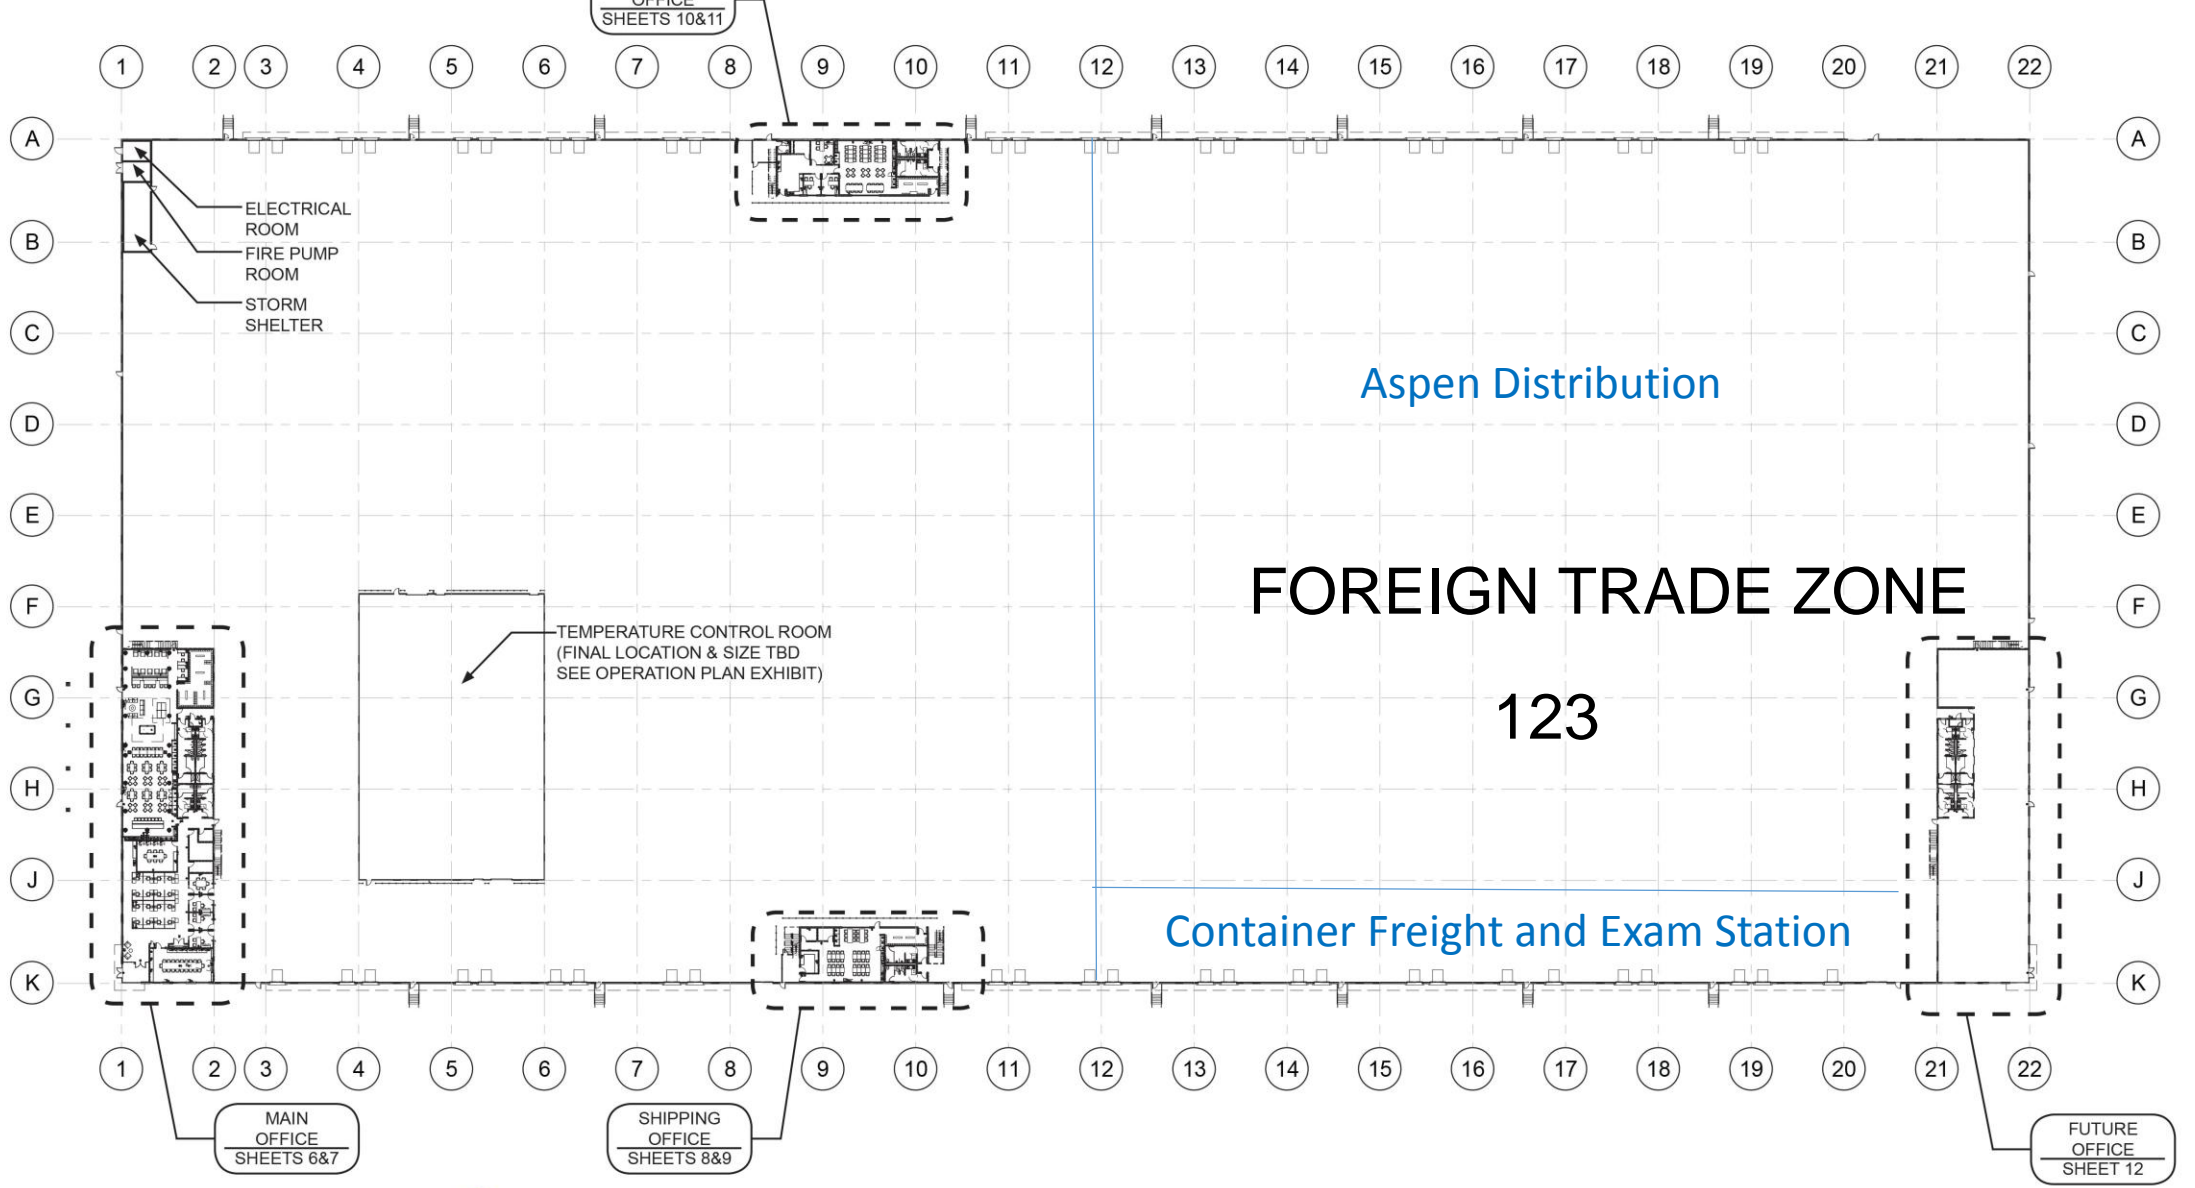 OFFICE
SHEETS 10&11
1 2 3 4 5 6 7 8 9 10 11 12 13 14 15 16 17 18 19 20 21 22
A A
ELECTRICAL
ROOM
B B
FIRE PUMP
ROOM
STORM
SHELTER
C C
Aspen Distribution
D D
E E
FOREIGN TRADE ZONE
F F
TEMPERATURE CONTROL ROOM
(FINAL LOCATION & SIZE TBD
SEE OPERATION PLAN EXHIBIT)
G G
123
H H
J J
Container Freight and Exam Station
K K
1 2 3 4 5 6 7 8 9 10 11 12 13 14 15 16 17 18 19 20 21 22
MAIN
OFFICE
SHEETS 6&7
SHIPPING
OFFICE
SHEETS 8&9
FUTURE
OFFICE
SHEET 12